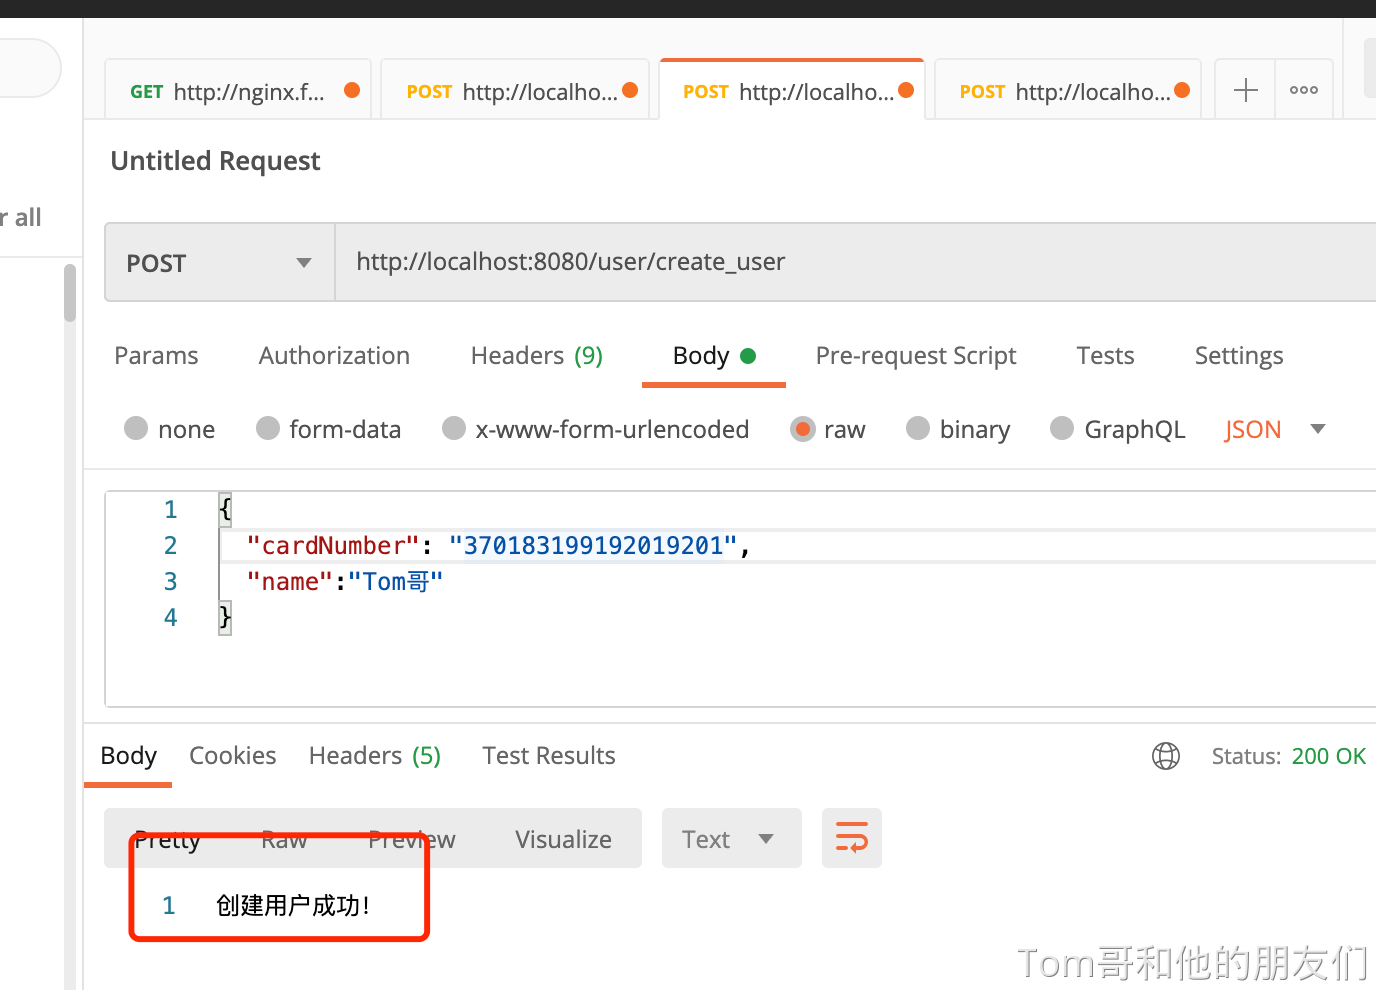 GET http://nginx.f... POST http://localho... POST http://localho... POST http://localho...
Untitled Request
r all
POST http://localhost:8080/user/create_user
Params Authorization Headers (9) Body Pre-request Script Tests Settings
none form-data x-www-form-urlencoded raw binary GraphQL JSON
1 {
2 "cardNumber": "370183199192019201",
3 "name":"Tom哥"
4 }
Body Cookies Headers (5) Test Results Status: 200 OK
Pretty Raw Preview Visualize Text
1 创建用户成功!
Tom哥和他的朋友们